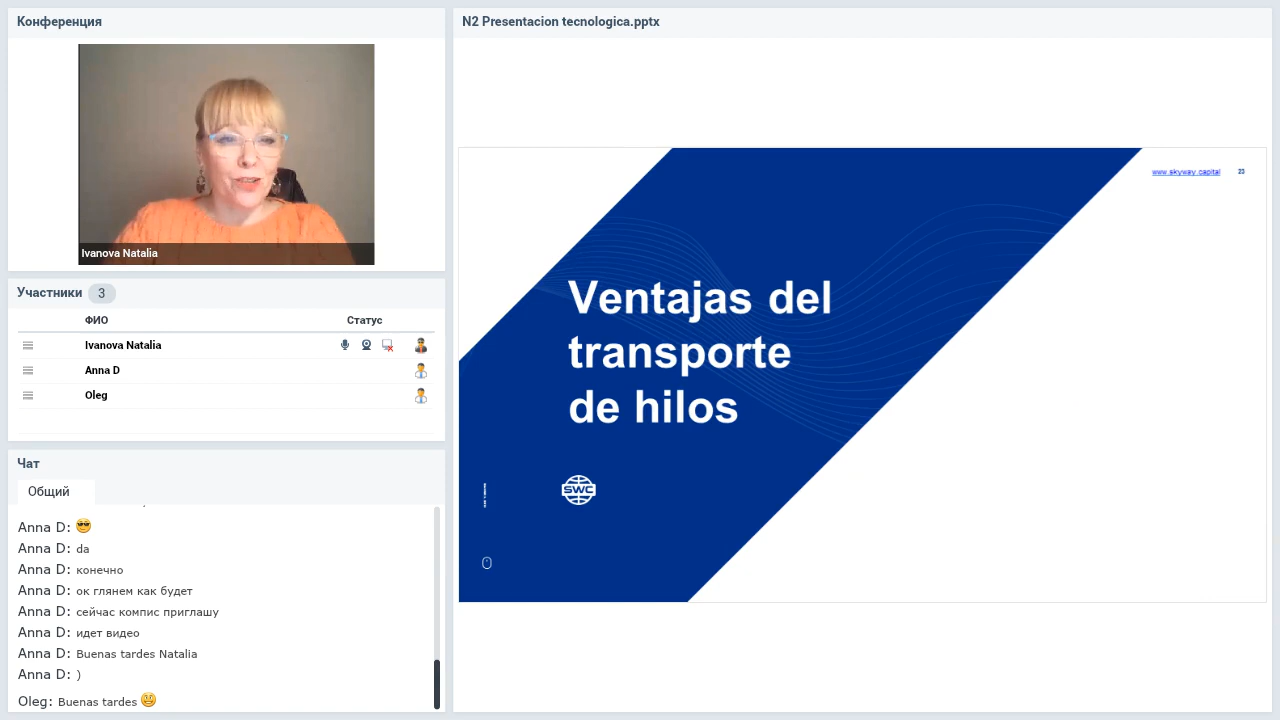 Конференция
Ivanova Natalia
Участники 3
ФИО Статус
Ivanova Natalia
Anna D
Oleg
Чат
Общий
Anna D:
Anna D: da
Anna D: конечно
Anna D: ок глянем как будет
Anna D: сейчас компис приглашу
Anna D: идет видео
Anna D: Buenas tardes Natalia
Anna D: )
Oleg: Buenas tardes
N2 Presentacion tecnologica.pptx
www.skyway.capital 23
Ventajas del
transporte
de hilos
SWC